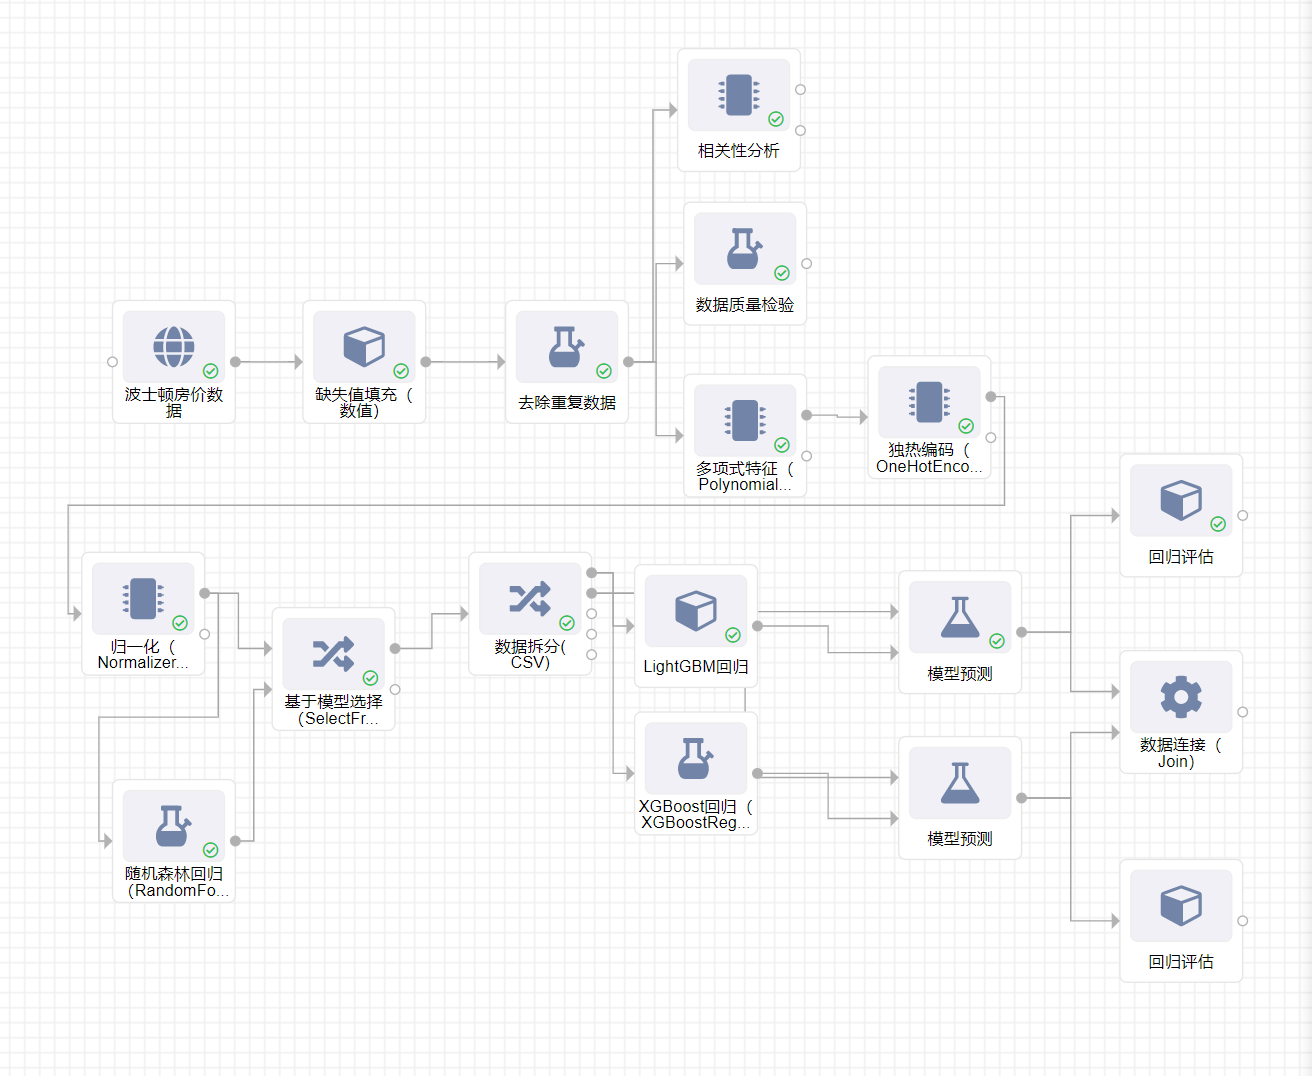 相关性分析
数据质量检验
波士顿房价数
据
缺失值填充（
数值）
去除重复数据
多项式特征（
Polynomial...
独热编码（
OneHotEnco...
回归评估
归一化（
Normalizer...
基于模型选择
（SelectFr...
数据拆分(
CSV)
LightGBM回归
模型预测
数据连接（
Join）
XGBoost回归（
XGBoostReg...
模型预测
随机森林回归
（RandomFo...
回归评估